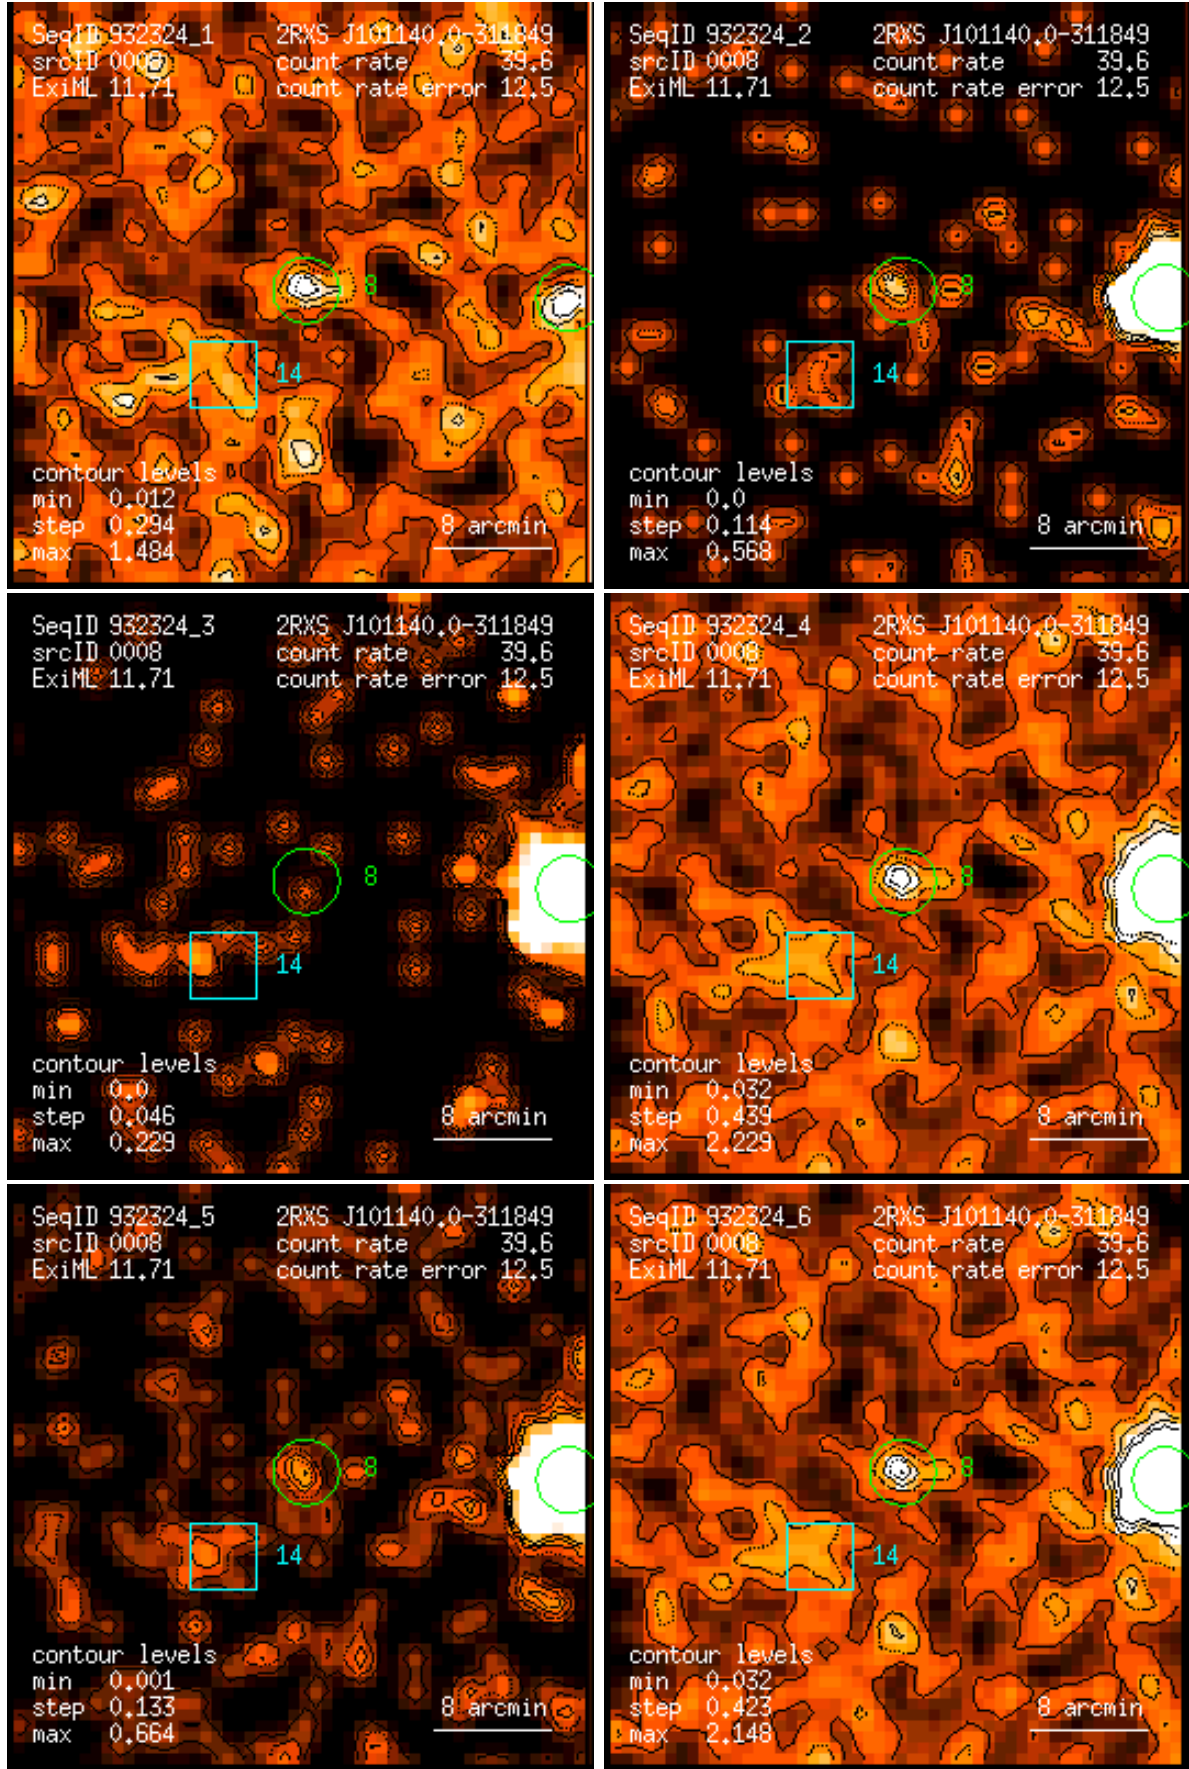 SeqID 932324_1 2RXS J101140.0-311849
srcID 0008 count rate 39.6
ExiML 11.71 count rate error 12.5
8
14
contour levels
min 0.012
step 0.294 8 arcmin
max 1.484
SeqID 932324_2 2RXS J101140.0-311849
srcID 0008 count rate 39.6
ExiML 11.71 count rate error 12.5
8
14
contour levels
min 0.0
step 0.114 8 arcmin
max 0.568
SeqID 932324_3 2RXS J101140.0-311849
srcID 0008 count rate 39.6
ExiML 11.71 count rate error 12.5
8
14
contour levels
min 0.0
step 0.046 8 arcmin
max 0.229
SeqID 932324_4 2RXS J101140.0-311849
srcID 0008 count rate 39.6
ExiML 11.71 count rate error 12.5
8
14
contour levels
min 0.032
step 0.439 8 arcmin
max 2.229
SeqID 932324_5 2RXS J101140.0-311849
srcID 0008 count rate 39.6
ExiML 11.71 count rate error 12.5
8
14
contour levels
min 0.001
step 0.133 8 arcmin
max 0.664
SeqID 932324_6 2RXS J101140.0-311849
srcID 0008 count rate 39.6
ExiML 11.71 count rate error 12.5
8
14
contour levels
min 0.032
step 0.423 8 arcmin
max 2.148